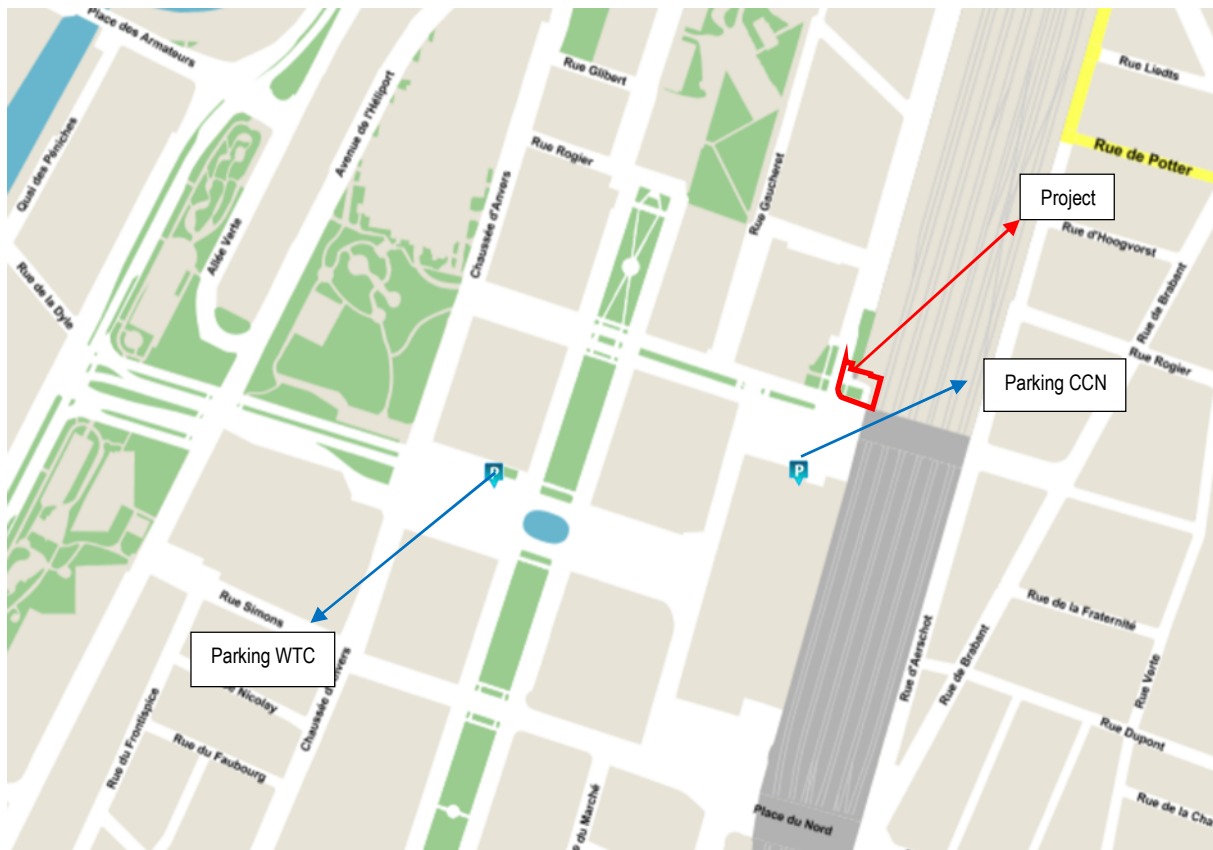 Place des Armateurs
Rue Glibert
Rue Liedts
Avenue de l'Héliport
Quai des Péniches
Rue Rogier
Rue de Potter
Rue Gaucheret
Project
Chaussée d'Anvers
Allée Verte
Rue d'Hoogvorst
Rue de Brabant
Rue de la Dyle
Rue Rogier
Parking CCN
P
P
Rue Simons
Rue de la Fraternité
Parking WTC
Rue d'Aerschot
Rue de Brabant
Rue Verte
Nicolay
Chaussée d'Anvers
Rue du Frontispice
Rue du Faubourg
Rue Dupont
Rue de la Cha
du Marché
Place du Nord